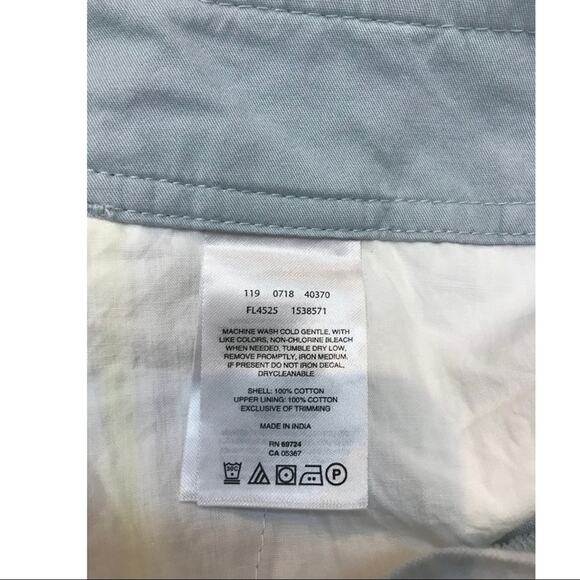 119 0718 40370
FL4525 1538571
MACHINE WASH COLD GENTLE, WITH
LIKE COLORS, NON-CHLORINE BLEACH
WHEN NEEDED, TUMBLE DRY LOW,
REMOVE PROMPTLY, IRON MEDIUM.
IF PRESENT DO NOT IRON DECAL,
DRYCLEANABLE
SHELL: 100% COTTON
UPPER LINING: 100% COTTON
EXCLUSIVE OF TRIMMING
MADE IN INDIA
RN 69724
CA 05367
30C P